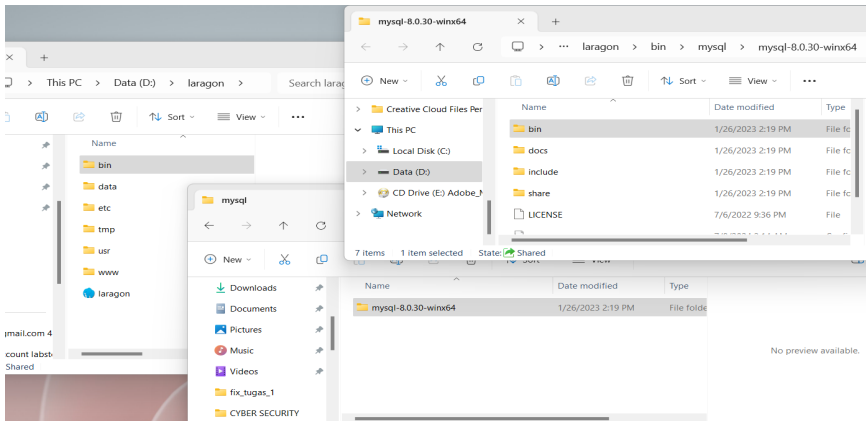 mysql-8.0.30-winx64
··· laragon > bin > mysql > mysql-8.0.30-winx64
New Sort View ···
Creative Cloud Files Per
This PC
Local Disk (C:)
Data (D:)
CD Drive (E:) Adobe_
Network
Name Date modified Type
bin 1/26/2023 2:19 PM File fc
docs 1/26/2023 2:19 PM File fc
include 1/26/2023 2:19 PM File fc
share 1/26/2023 2:19 PM File fc
LICENSE 7/6/2022 9:36 PM File
7 items 1 item selected State: Shared
> This PC > Data (D:) > laragon > Search larag
Sort View ···
Name
bin
data
etc
tmp
usr
www
laragon
gmail.com 4
count labst
Shared
mysql
New
Downloads
Documents
Pictures
Music
Videos
fix_tugas_1
CYBER SECURITY
Name Date modified Type
mysql-8.0.30-winx64 1/26/2023 2:19 PM File folde
No preview available.